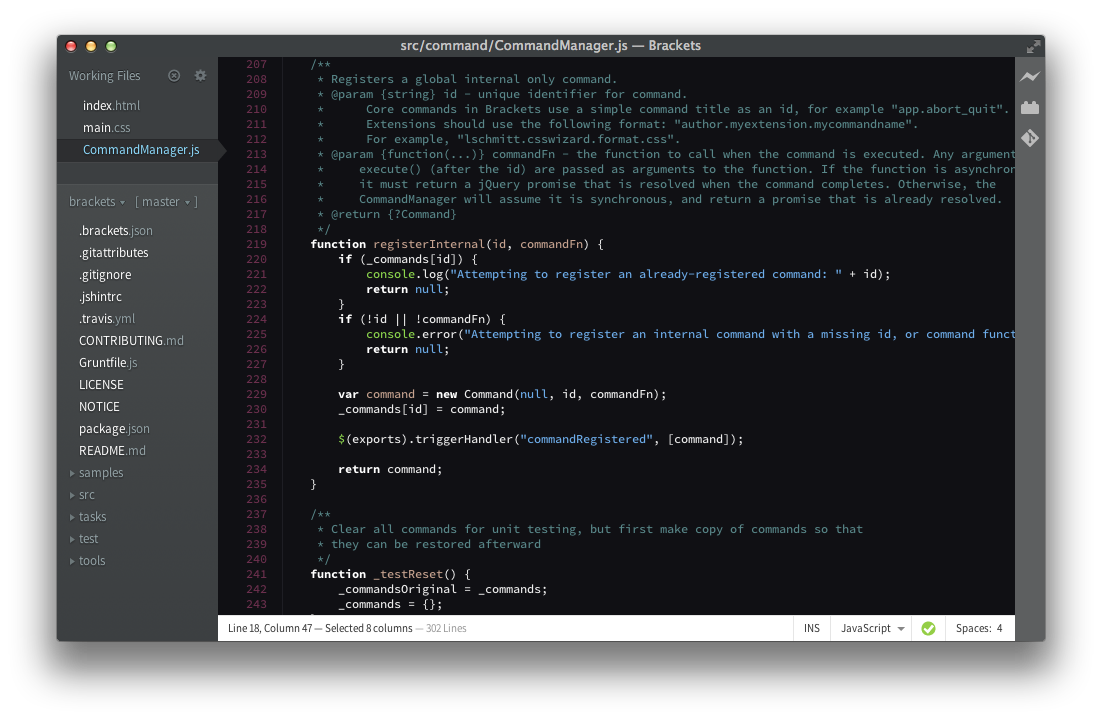 src/command/CommandManager.js — Brackets
Working Files
index.html
main.css
CommandManager.js
brackets [ master ]
.brackets.json
.gitattributes
.gitignore
.jshintrc
.travis.yml
CONTRIBUTING.md
Gruntfile.js
LICENSE
NOTICE
package.json
README.md
samples
src
tasks
test
tools
207 /**
208 * Registers a global internal only command.
209 * @param {string} id - unique identifier for command.
210 * Core commands in Brackets use a simple command title as an id, for example "app.abort_quit".
211 * Extensions should use the following format: "author.myextension.mycommandname".
212 * For example, "lschmitt.csswizard.format.css".
213 * @param {function(...)} commandFn - the function to call when the command is executed. Any argument
214 * execute() (after the id) are passed as arguments to the function. If the function is asynchron
215 * it must return a jQuery promise that is resolved when the command completes. Otherwise, the
216 * CommandManager will assume it is synchronous, and return a promise that is already resolved.
217 * @return {?Command}
218 */
219 function registerInternal(id, commandFn) {
220 if (_commands[id]) {
221 console.log("Attempting to register an already-registered command: " + id);
222 return null;
223 }
224 if (!id || !commandFn) {
225 console.error("Attempting to register an internal command with a missing id, or command funct
226 return null;
227 }
228
229 var command = new Command(null, id, commandFn);
230 _commands[id] = command;
231
232 $(exports).triggerHandler("commandRegistered", [command]);
233
234 return command;
235 }
236
237 /**
238 * Clear all commands for unit testing, but first make copy of commands so that
239 * they can be restored afterward
240 */
241 function _testReset() {
242 _commandsOriginal = _commands;
243 _commands = {};
Line 18, Column 47 — Selected 8 columns — 302 Lines
INS JavaScript Spaces: 4